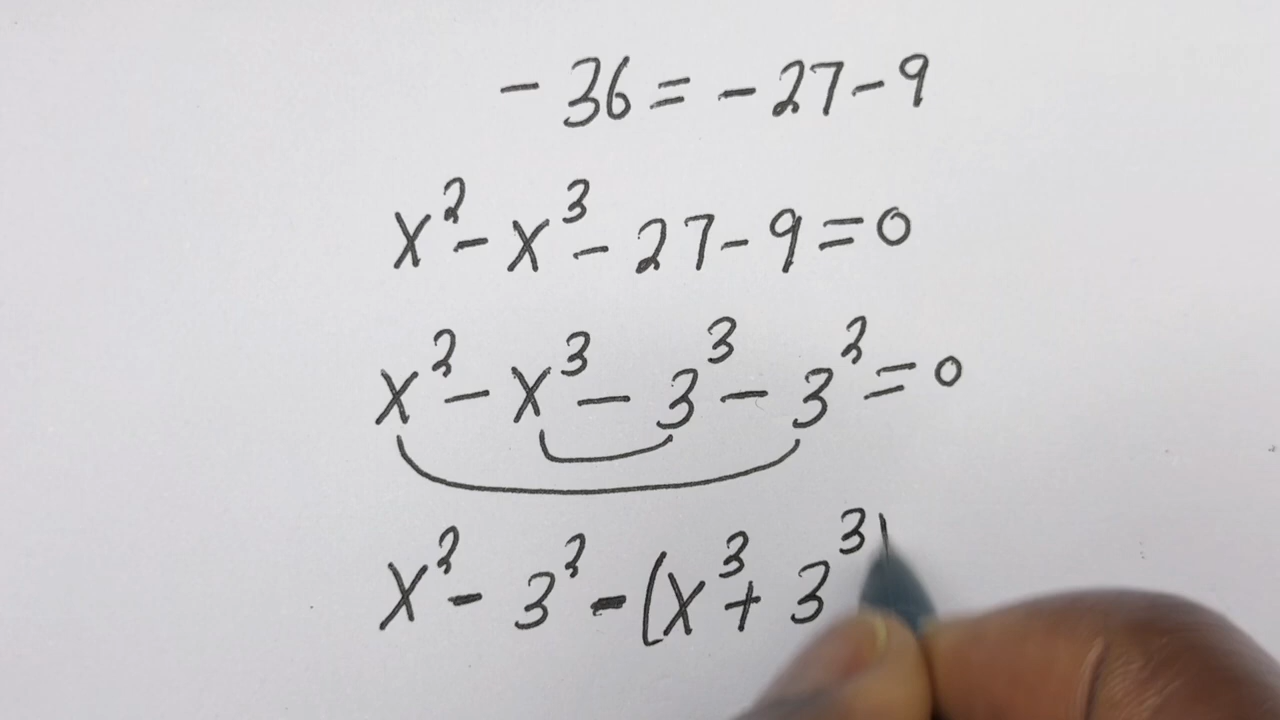 - 36 = - 27 - 9
x² - x³ - 27 - 9 = 0
x² - x³ - 3³ - 3² = 0
x² - 3² - (x³ + 3³